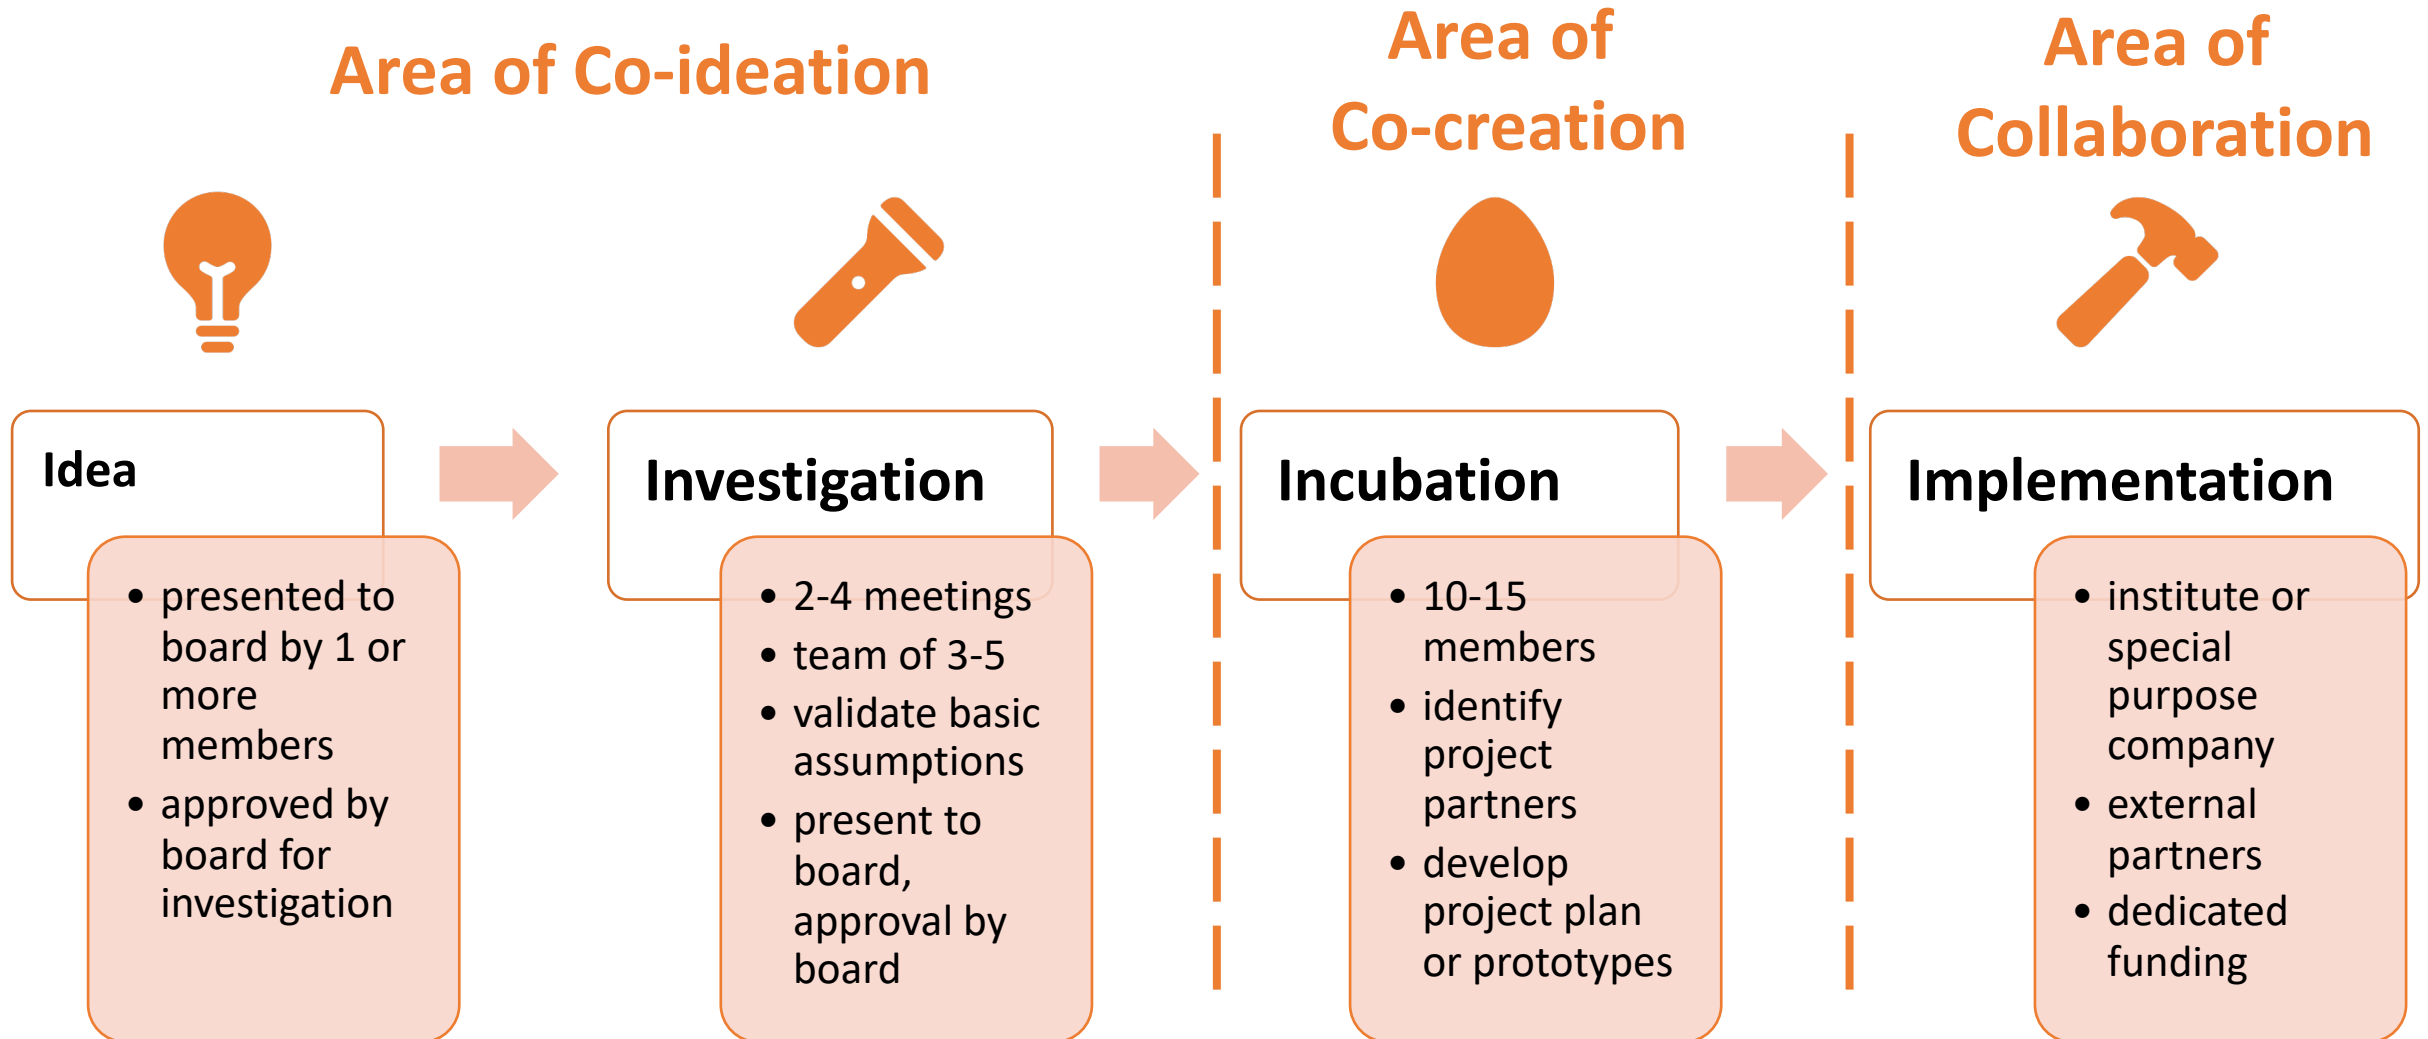 Area of Co-ideation
Area of
Co-creation
Area of
Collaboration
Idea
• presented to
board by 1 or
more
members
• approved by
board for
investigation
Investigation
• 2-4 meetings
• team of 3-5
• validate basic
assumptions
• present to
board,
approval by
board
Incubation
• 10-15
members
• identify
project
partners
• develop
project plan
or prototypes
Implementation
• institute or
special
purpose
company
• external
partners
• dedicated
funding